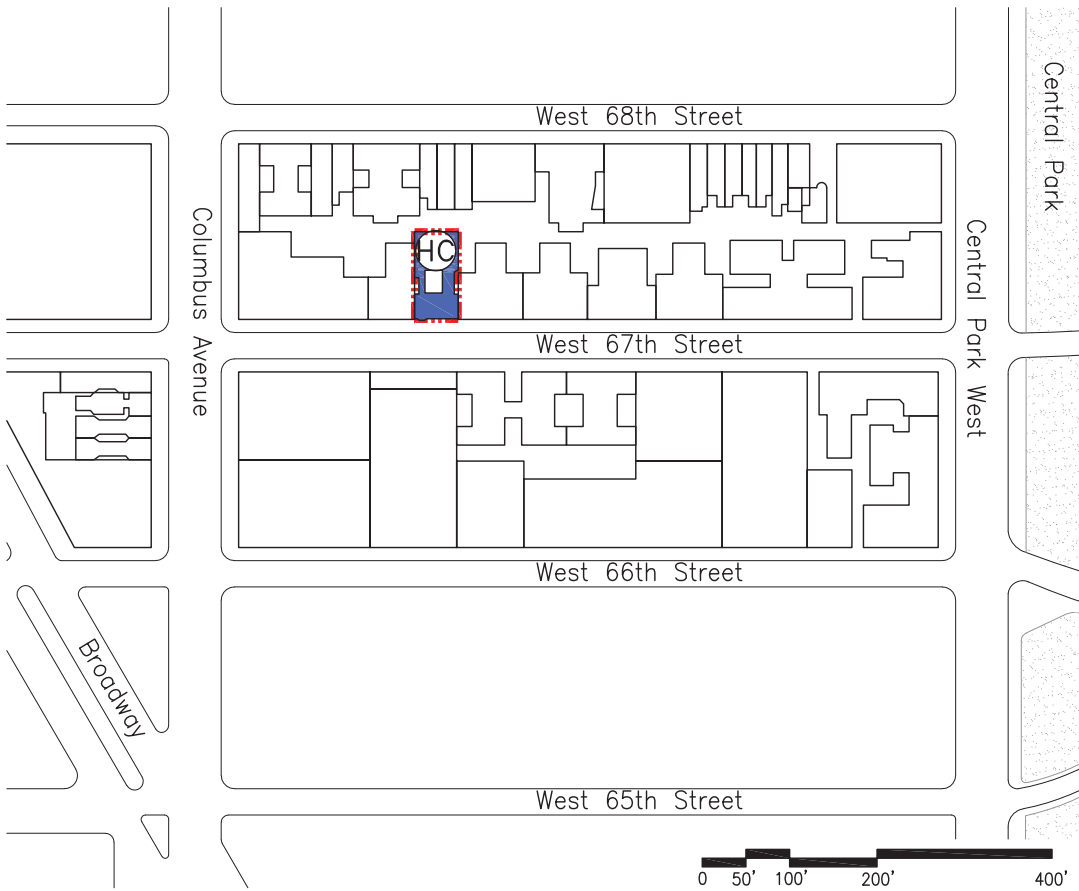 West 68th Street
Central Park
Columbus Avenue
HC
Central Park West
West 67th Street
West 66th Street
Broadway
West 65th Street
0 50' 100' 200' 400'